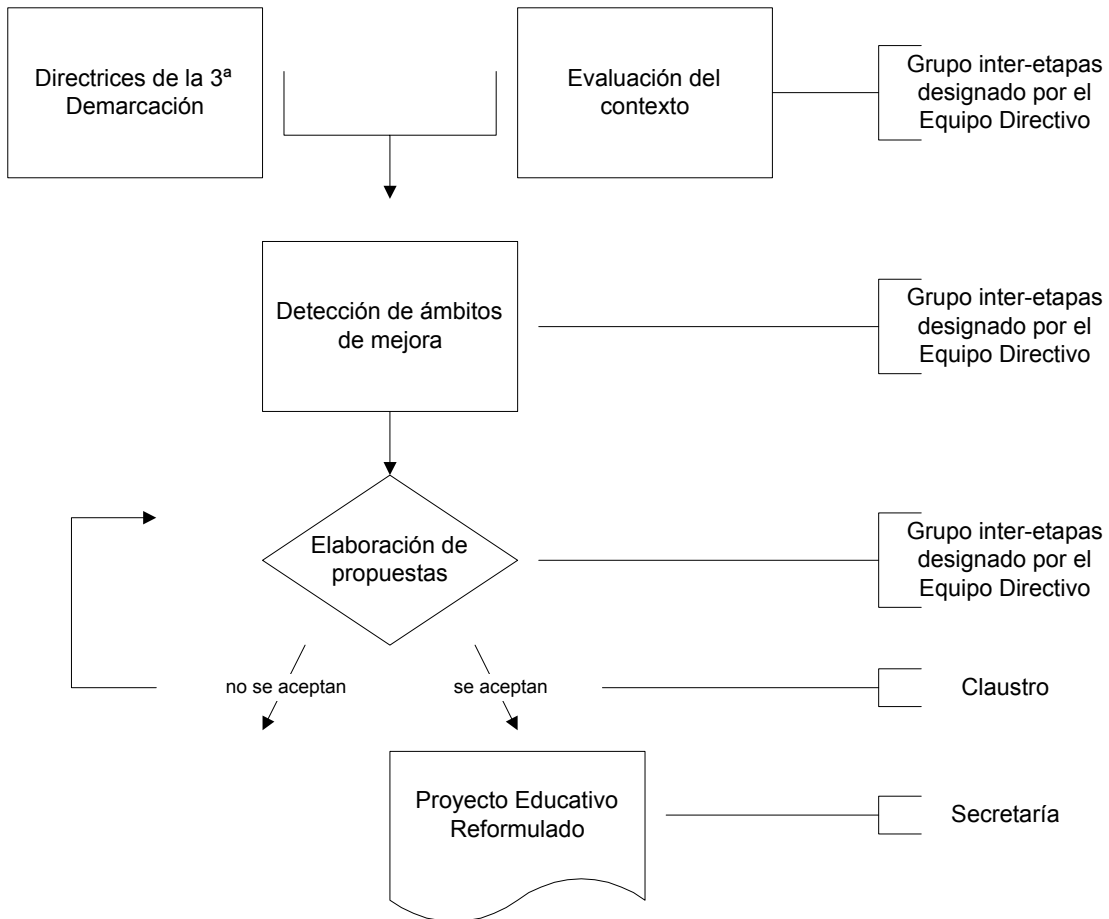 Directrices de la 3ª
Demarcación
Evaluación del
contexto
Grupo inter-etapas
designado por el
Equipo Directivo
Detección de ámbitos
de mejora
Grupo inter-etapas
designado por el
Equipo Directivo
Elaboración de
propuestas
Grupo inter-etapas
designado por el
Equipo Directivo
no se aceptan
se aceptan
Claustro
Proyecto Educativo
Reformulado
Secretaría